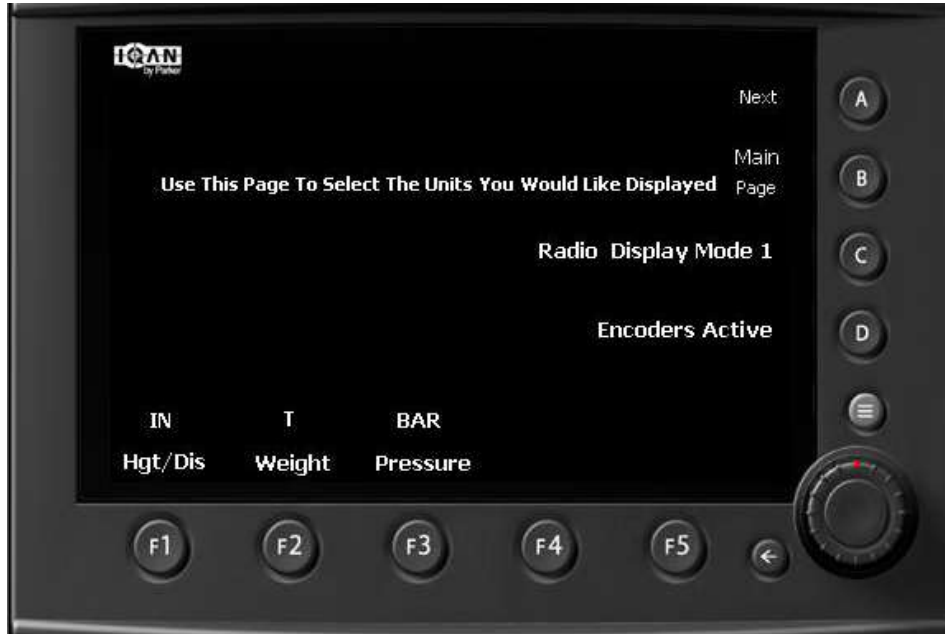 IQAN
by Parker
Next
A
Main
Use This Page To Select The Units You Would Like Displayed
Page
B
Radio Display Mode 1
C
Encoders Active
D
IN T BAR
Hgt/Dis Weight Pressure
F1 F2 F3 F4 F5